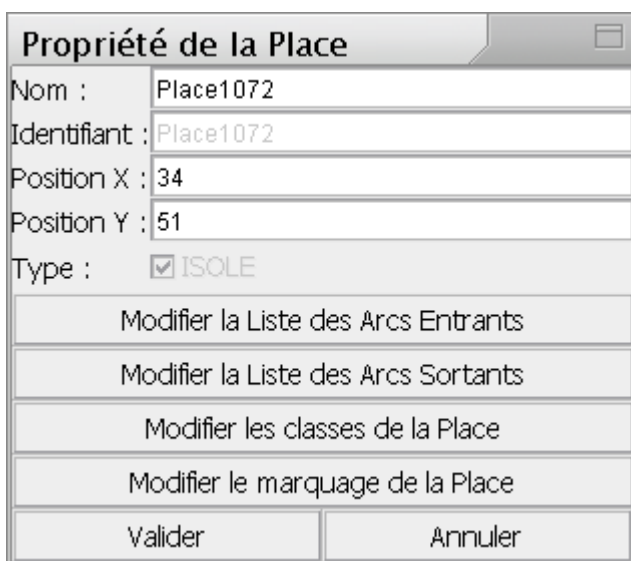 Propriété de la Place
Nom : Place1072
Identifiant : Place1072
Position X : 34
Position Y : 51
Type : ISOLE
Modifier la Liste des Arcs Entrants
Modifier la Liste des Arcs Sortants
Modifier les classes de la Place
Modifier le marquage de la Place
Valider Annuler